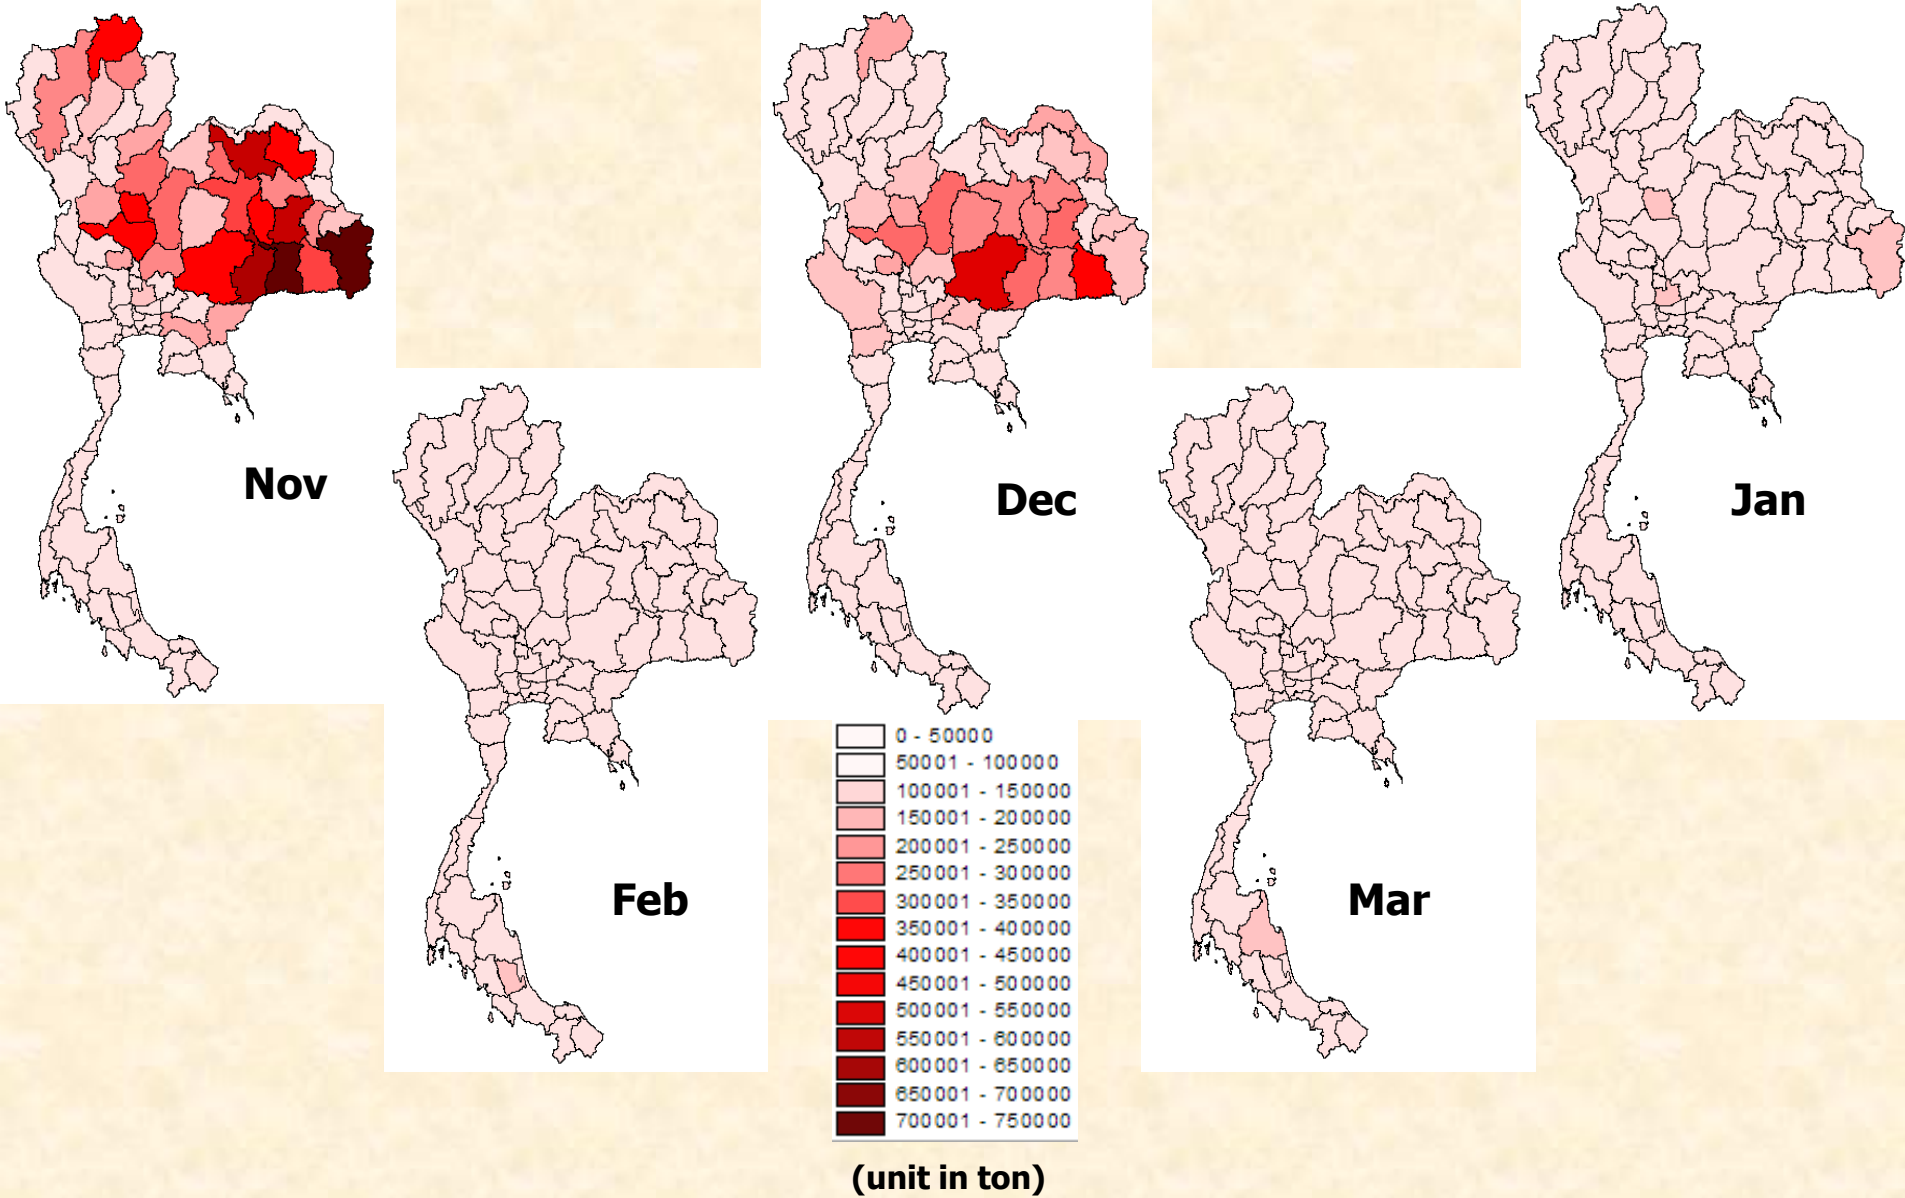 Nov
Dec
Jan
Feb
Mar
0 - 50000
50001 - 100000
100001 - 150000
150001 - 200000
200001 - 250000
250001 - 300000
300001 - 350000
350001 - 400000
400001 - 450000
450001 - 500000
500001 - 550000
550001 - 600000
600001 - 650000
650001 - 700000
700001 - 750000
(unit in ton)